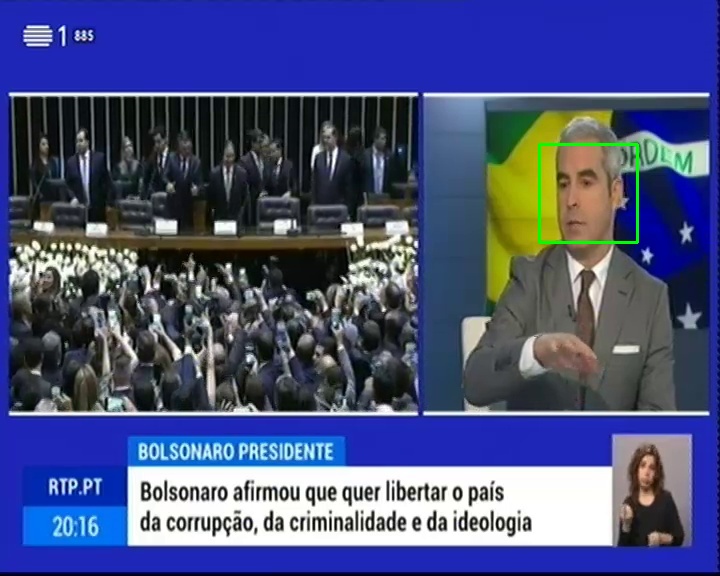 1 885
ORDEM
BOLSONARO PRESIDENTE
RTP.PT
20:16
Bolsonaro afirmou que quer libertar o país
da corrupção, da criminalidade e da ideologia